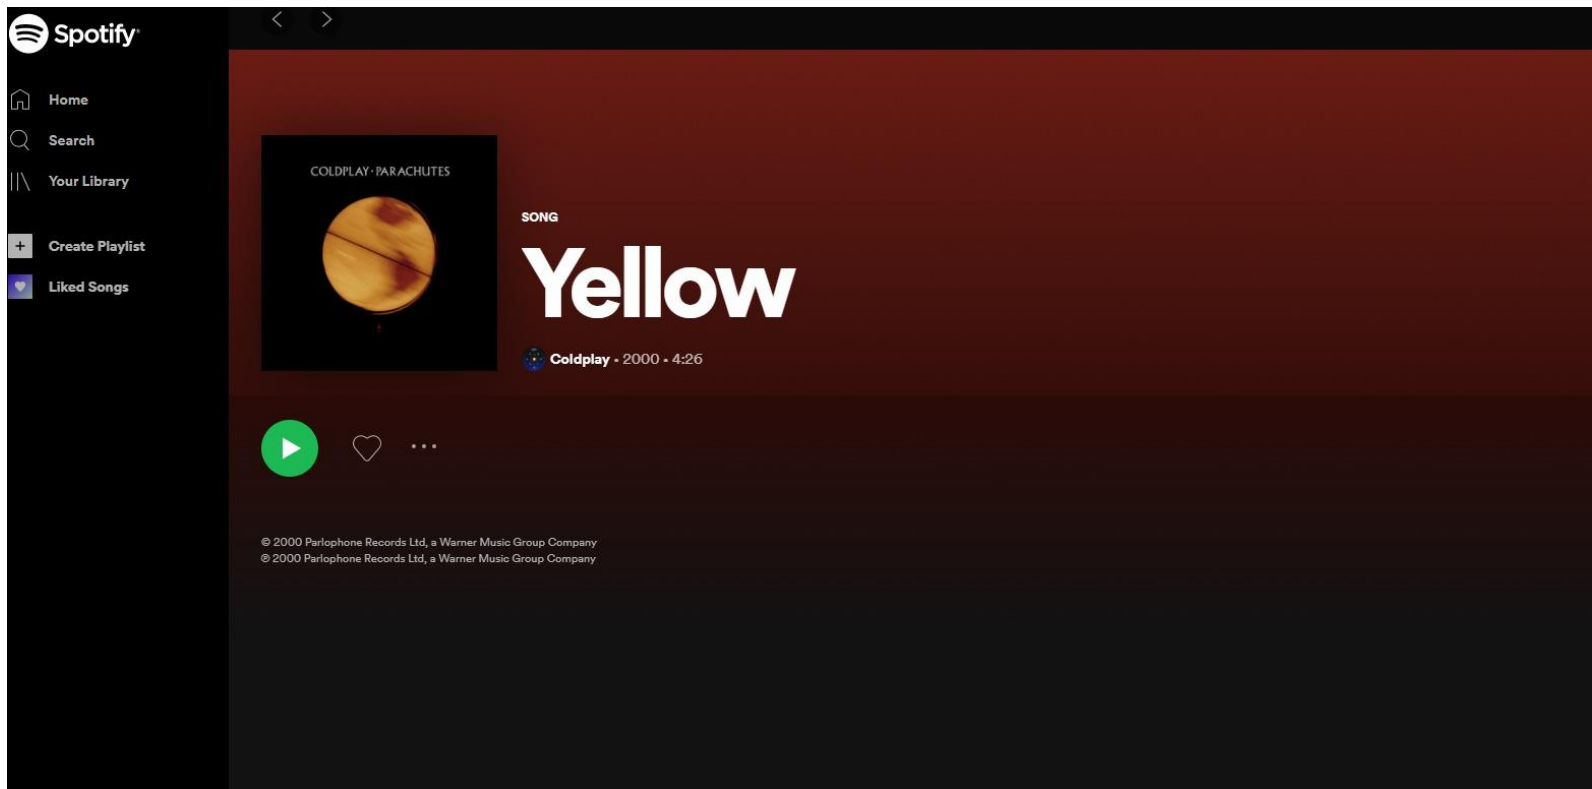 Spotify
Home
Search
Your Library
Create Playlist
Liked Songs
COLDPLAY·PARACHUTES
SONG
Yellow
Coldplay • 2000 • 4:26
© 2000 Parlophone Records Ltd, a Warner Music Group Company
℗ 2000 Parlophone Records Ltd, a Warner Music Group Company